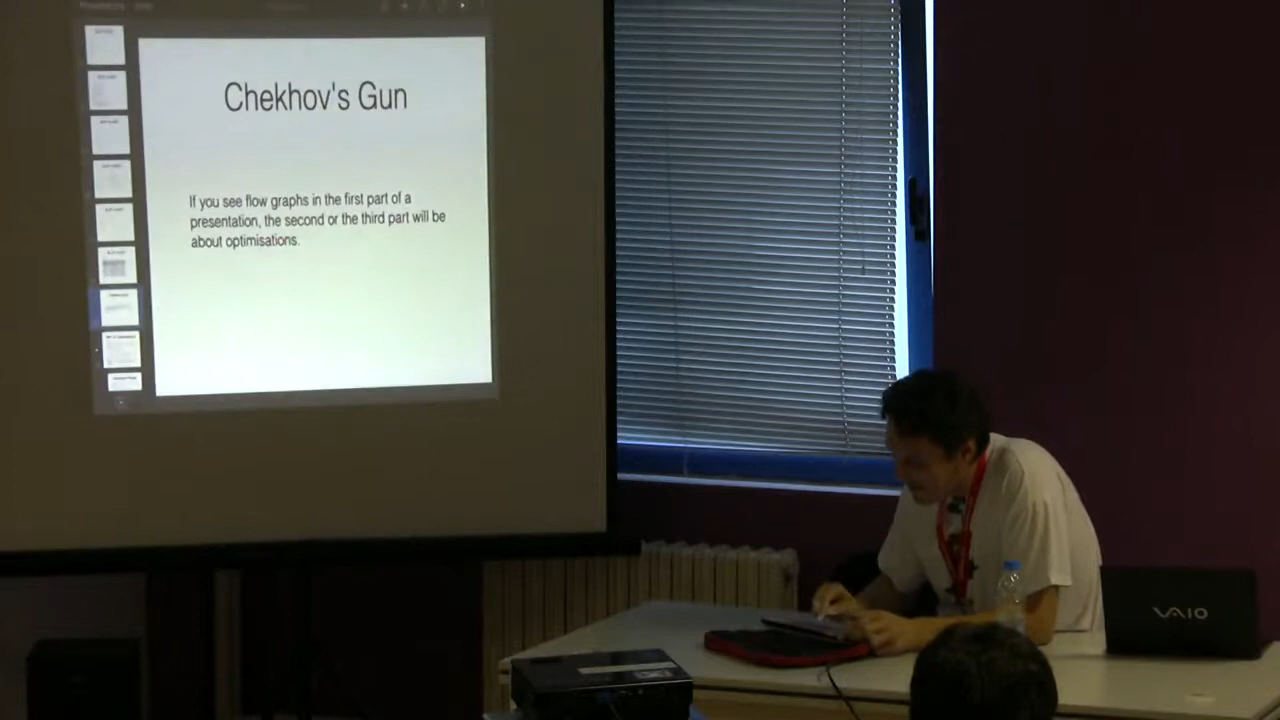 Chekhov's Gun
If you see flow graphs in the first part of a
presentation, the second or the third part will be
about optimisations.
VAIO